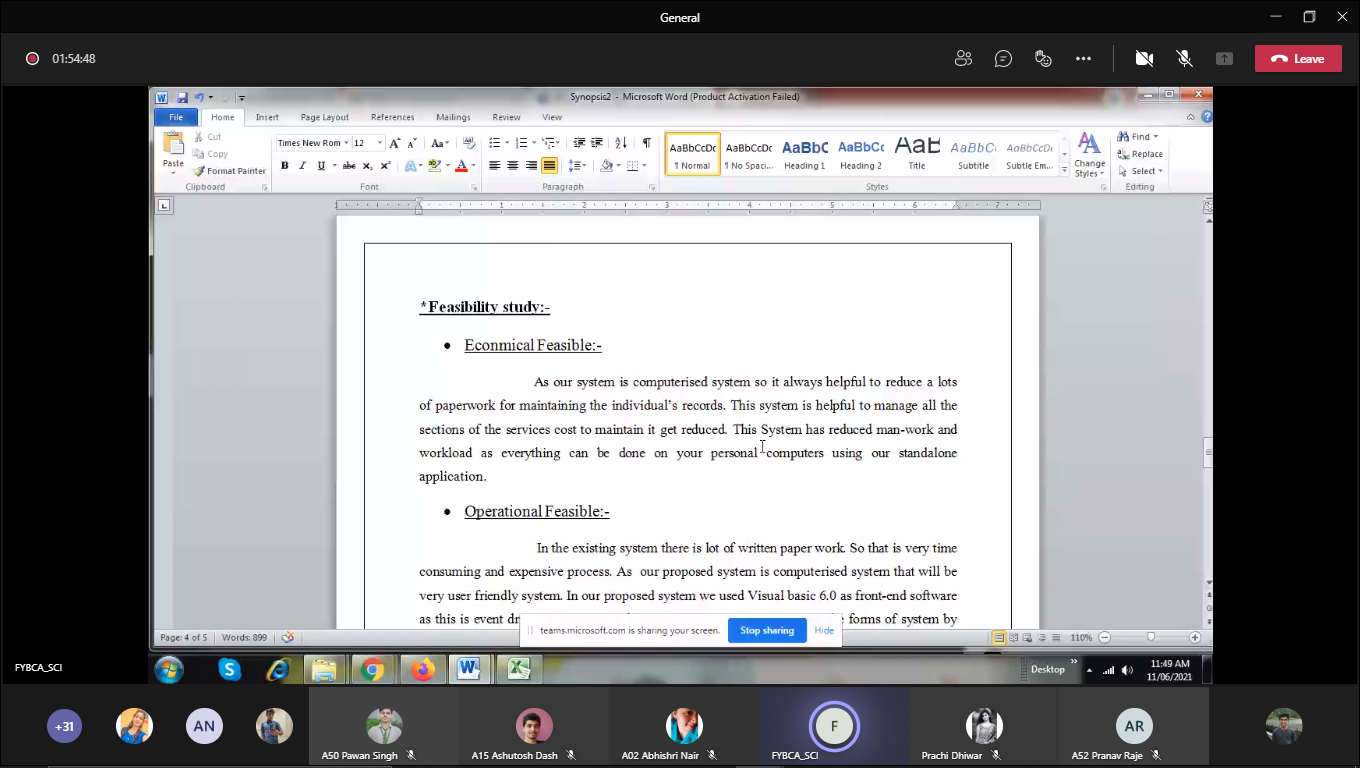 General
01:54:48
Leave
Synopsis2 - Microsoft Word (Product Activation Failed)
File Home Insert Page Layout References Mailings Review View
Paste
Cut
Copy
Format Painter
Clipboard
Times New Rom 12
Font
Paragraph
AaBbCcDc AaBbCcDc AaBbC AaBbCc AaB AaBbC AaBbCcDc
¶ Normal ¶ No Spaci... Heading 1 Heading 2 Title Subtitle Subtle Em...
Styles
Change Styles
Find
Replace
Select
Editing
*Feasibility study:-
• Econmical Feasible:-
As our system is computerised system so it always helpful to reduce a lots
of paperwork for maintaining the individual's records. This system is helpful to manage all the
sections of the services cost to maintain it get reduced. This System has reduced man-work and
workload as everything can be done on your personal computers using our standalone
application.
• Operational Feasible:-
In the existing system there is lot of written paper work. So that is very time
consuming and expensive process. As our proposed system is computerised system that will be
very user friendly system. In our proposed system we used Visual basic 6.0 as front-end software
as this is event forms of system by
teams.microsoft.com is sharing your screen. Stop sharing Hide
Page: 4 of 5 Words: 899 110%
FYBCA_SCI
Desktop
11:49 AM
11/06/2021
+31
AN
A50 Pawan Singh
A15 Ashutosh Dash
A02 Abhishri Nair
F
FYBCA_SCI
Prachi Dhiwar
AR
A52 Pranav Raje